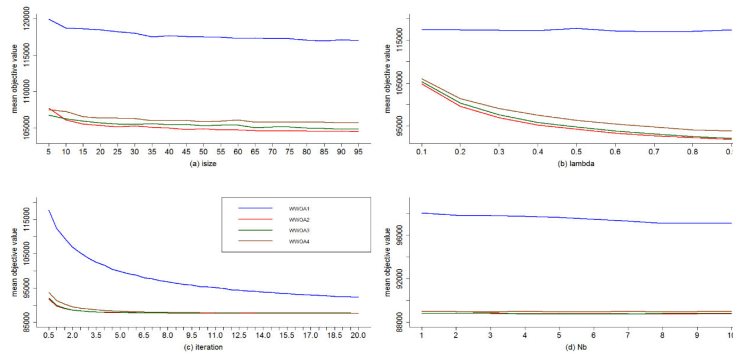 mean objective value
105000 110000 115000 120000
5 10 15 20 25 30 35 40 45 50 55 60 65 70 75 80 85 90 95
(a) isize
mean objective value
95000 105000 115000
0.1 0.2 0.3 0.4 0.5 0.6 0.7 0.8 0.
(b) lambda
mean objective value
85000 95000 105000 115000
0.5 2.0 3.5 5.0 6.5 8.0 9.5 11.0 12.5 14.0 15.5 17.0 18.5 20.0
(c) iteration
WWOA1
WWOA2
WWOA3
WWOA4
mean objective value
88000 92000 96000
1 2 3 4 5 6 7 8 9 10
(d) Nb